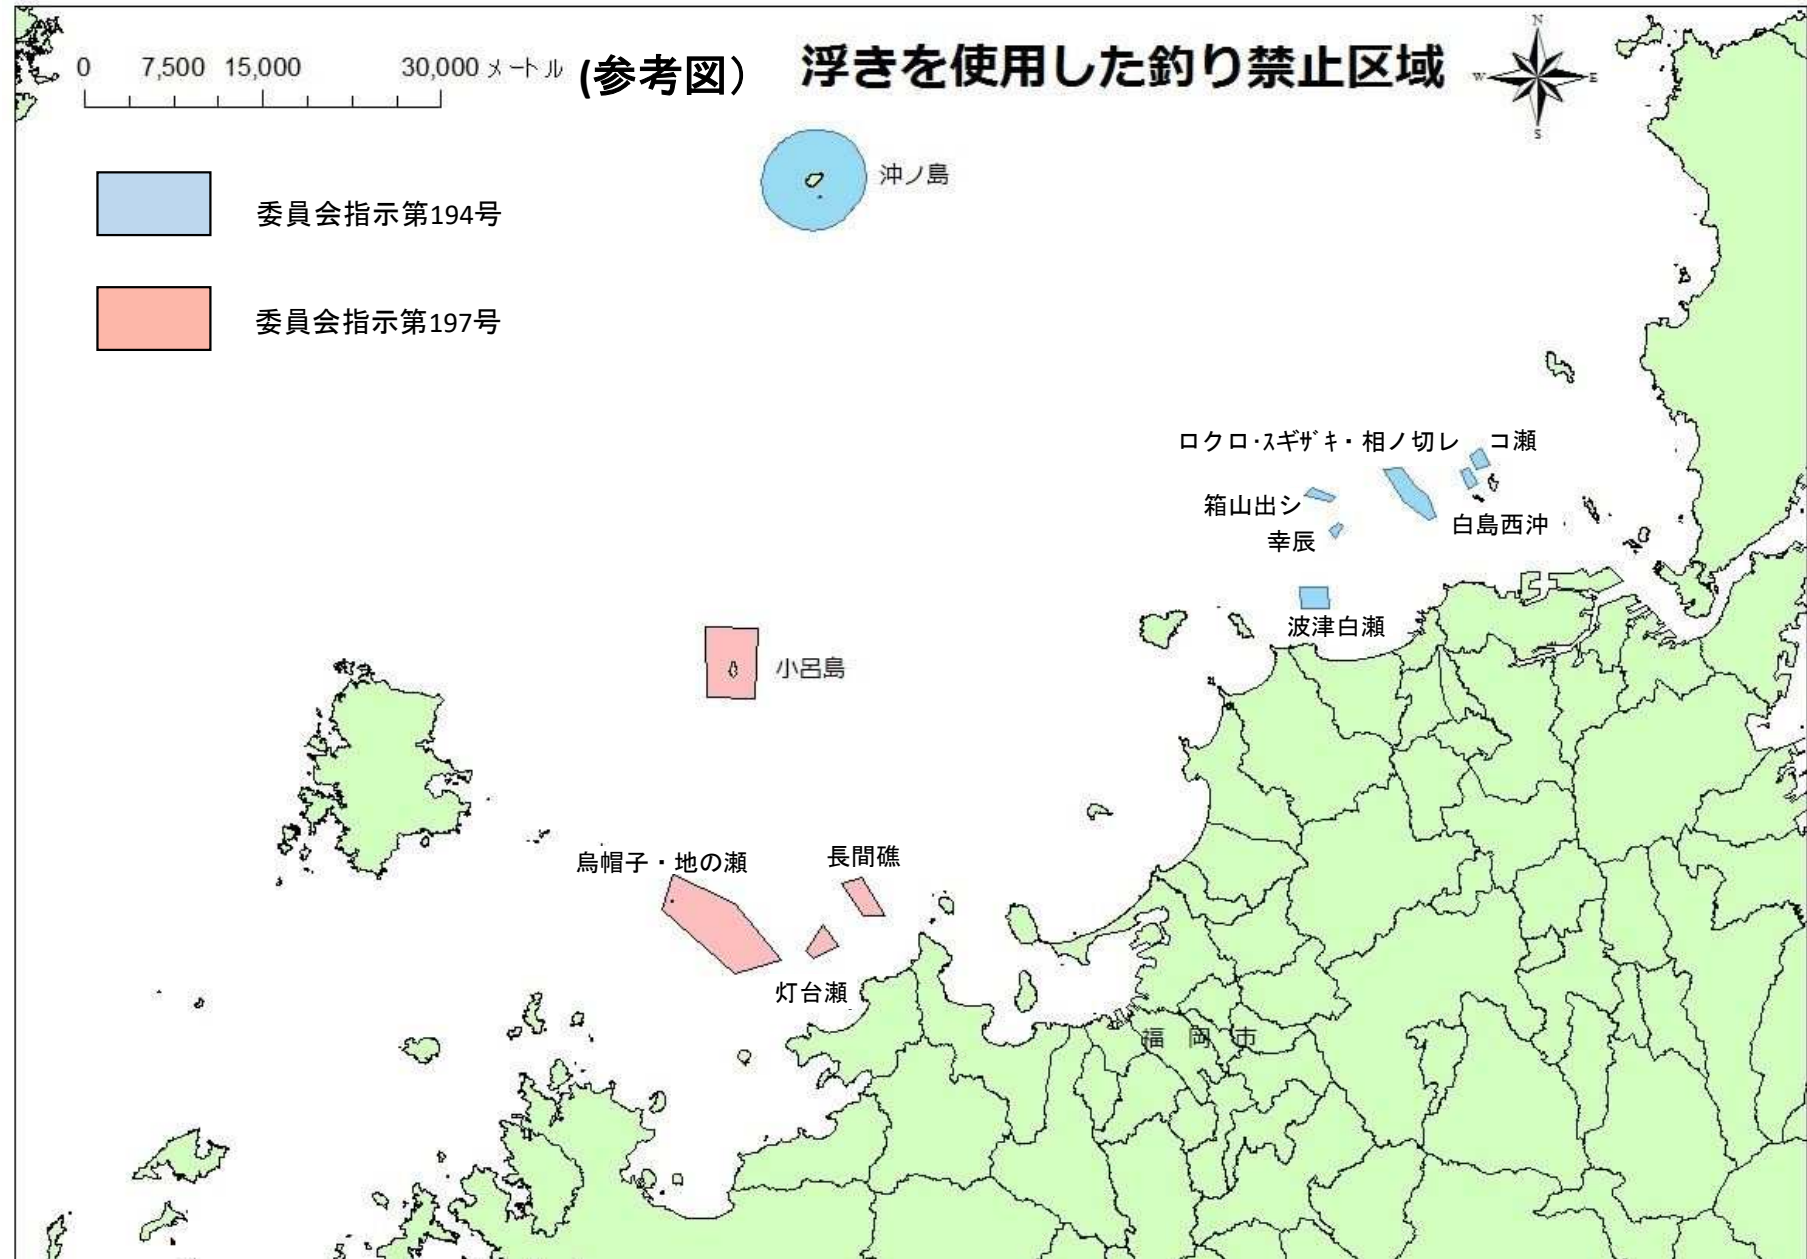 0 7,500 15,000 30,000 メートル
(参考図) 浮きを使用した釣り禁止区域
N
W E
S
沖ノ島
委員会指示第194号
委員会指示第197号
ロクロ・スギザキ・相ノ切レ コ瀬
箱山出シ
白島西沖
幸辰
波津白瀬
小呂島
烏帽子・地の瀬
長間礁
灯台瀬
福岡市